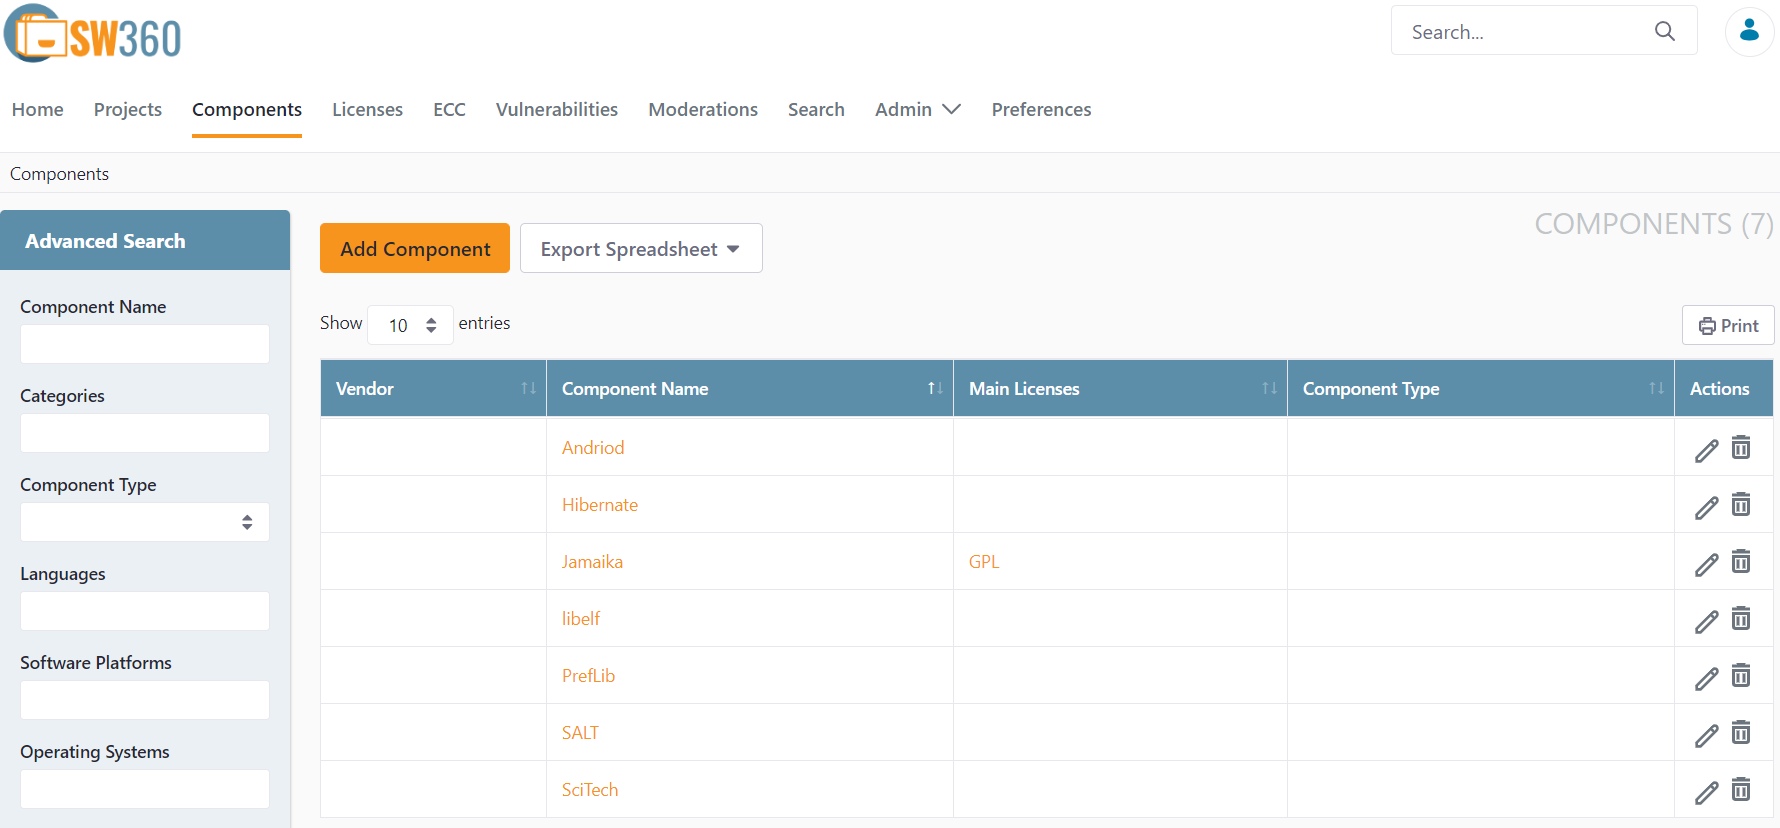 SW360
Search...
Home Projects Components Licenses ECC Vulnerabilities Moderations Search Admin Preferences
Components
COMPONENTS (7)
Advanced Search
Component Name
Categories
Component Type
Languages
Software Platforms
Operating Systems
Add Component Export Spreadsheet
Show 10 entries
Print
Vendor Component Name Main Licenses Component Type Actions
Andriod
Hibernate
Jamaika GPL
libelf
PrefLib
SALT
SciTech